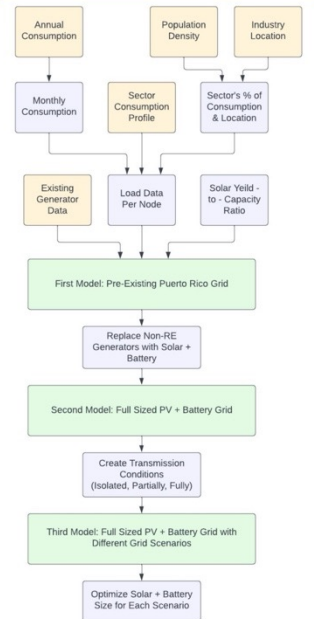 Annual
Consumption
Population
Density
Industry
Location
Monthly
Consumption
Sector
Consumption
Profile
Sector's % of
Consumption
& Location
Existing
Generator
Data
Load Data
Per Node
Solar Yeild -
to - Capacity
Ratio
First Model: Pre-Existing Puerto Rico Grid
Replace Non-RE
Generators with Solar +
Battery
Second Model: Full Sized PV + Battery Grid
Create Transmission
Conditions
(Isolated, Partially, Fully)
Third Model: Full Sized PV + Battery Grid with
Different Grid Scenarios
Optimize Solar + Battery
Size for Each Scenario